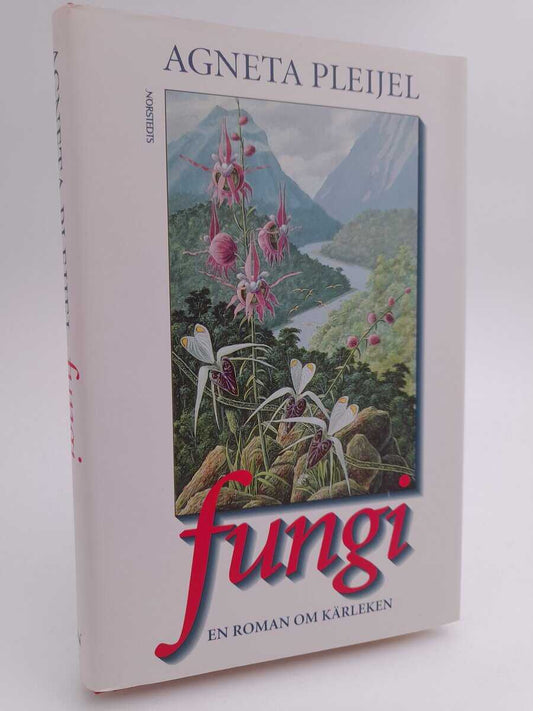 AGNETA PLEIJEL
NORSTEDTS
fungi
EN ROMAN OM KÄRLEKEN
AGNETA PLEIJEL
fungi